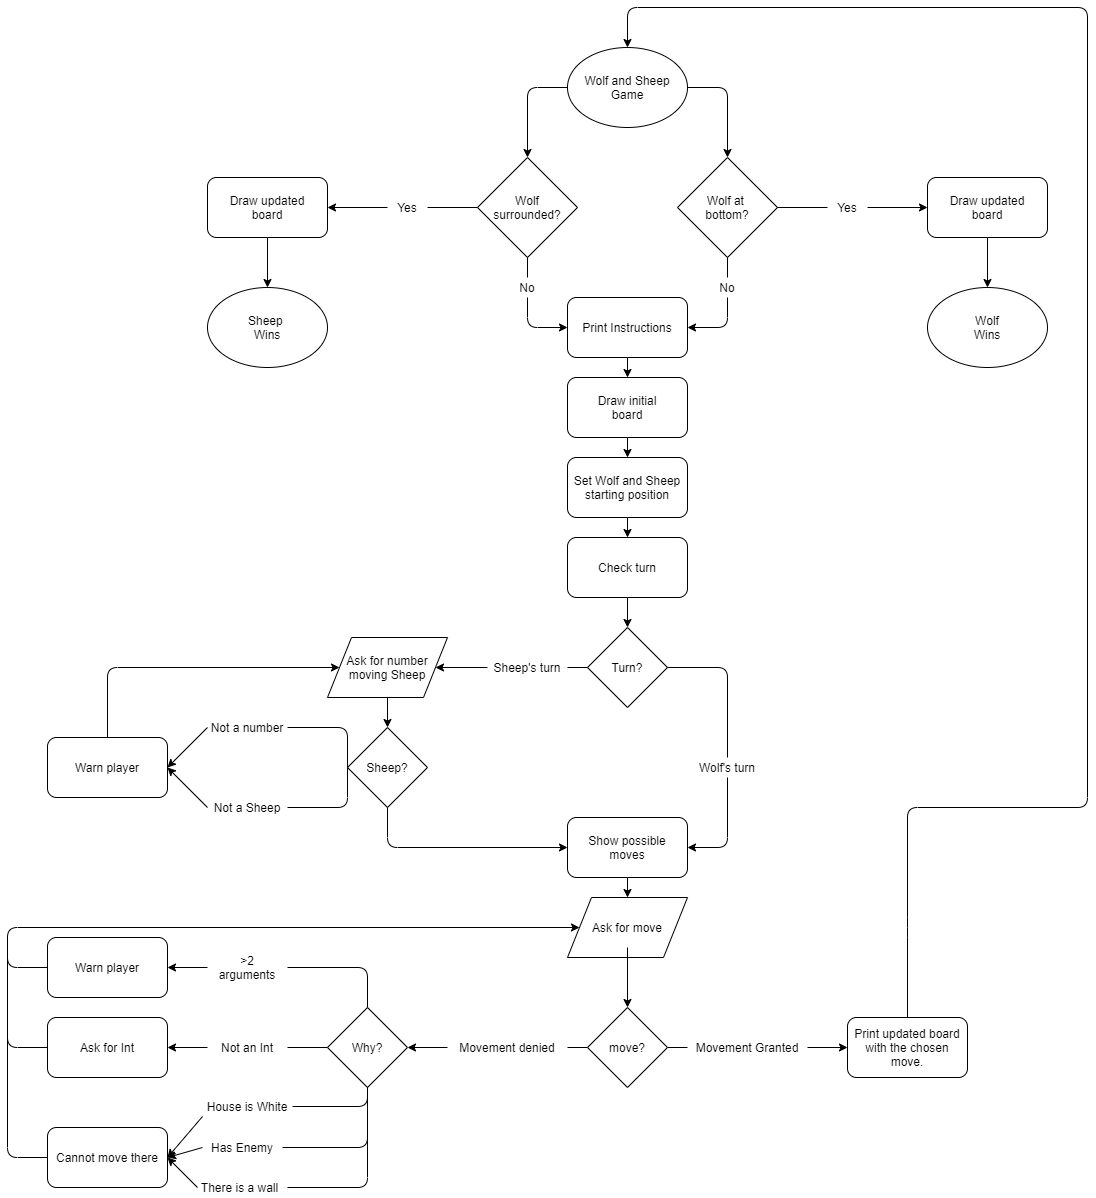 Wolf and Sheep
Game
Wolf
surrounded?
Wolf at
bottom?
Yes
Yes
Draw updated
board
Draw updated
board
No
No
Sheep
Wins
Wolf
Wins
Print Instructions
Draw initial
board
Set Wolf and Sheep
starting position
Check turn
Turn?
Sheep's turn
Ask for number
moving Sheep
Not a number
Warn player
Sheep?
Wolf's turn
Not a Sheep
Show possible
moves
Ask for move
Warn player
>2
arguments
Ask for Int
Not an Int
Why?
Movement denied
move?
Movement Granted
Print updated board
with the chosen
move.
House is White
Has Enemy
Cannot move there
There is a wall